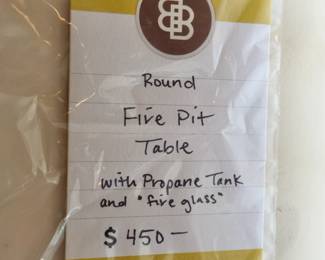 Round
Fire Pit
Table
with Propane Tank
and "fire glass"
$ 450 —